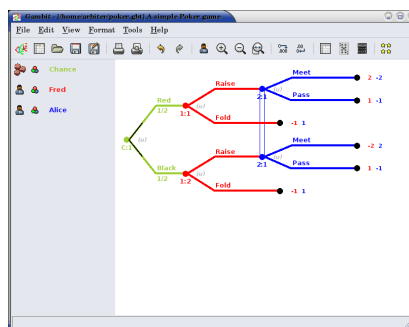 Gambit - [/home/arbiter/poker.gbt] A simple Poker game
File Edit View Format Tools Help
Chance
Fred
Alice
Meet
2 -2
Raise
2:1
Pass
1 -1
Red
1/2
1:1
(u)
Fold
-1 1
C:1
(u)
Meet
-2 2
Raise
2:1
(u)
Pass
1 -1
Black
1/2
1:2
(u)
Fold
-1 1